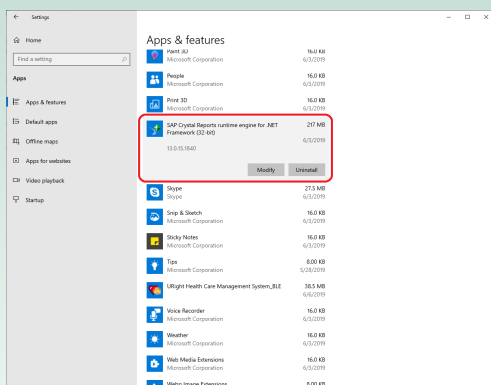 Settings
Home
Find a setting
Apps
Apps & features
Default apps
Offline maps
Apps for websites
Video playback
Startup
Apps & features
Paint 3D 16.0 KB
Microsoft Corporation 6/3/2019
People 16.0 KB
Microsoft Corporation 6/3/2019
Print 3D 16.0 KB
Microsoft Corporation 6/3/2019
SAP Crystal Reports runtime engine for .NET 217 MB
Framework (32-bit)
6/3/2019
13.0.15.1840
Modify Uninstall
Skype 27.5 MB
Skype 6/3/2019
Snip & Sketch 16.0 KB
Microsoft Corporation 6/3/2019
Sticky Notes 16.0 KB
Microsoft Corporation 6/3/2019
Tips 8.00 KB
Microsoft Corporation 5/28/2019
URight Health Care Management System_BLE 38.5 MB
6/6/2019
Voice Recorder 16.0 KB
Microsoft Corporation 6/3/2019
Weather 16.0 KB
Microsoft Corporation 6/3/2019
Web Media Extensions 16.0 KB
Microsoft Corporation 6/3/2019
Webp Image Extensions 8.00 KB